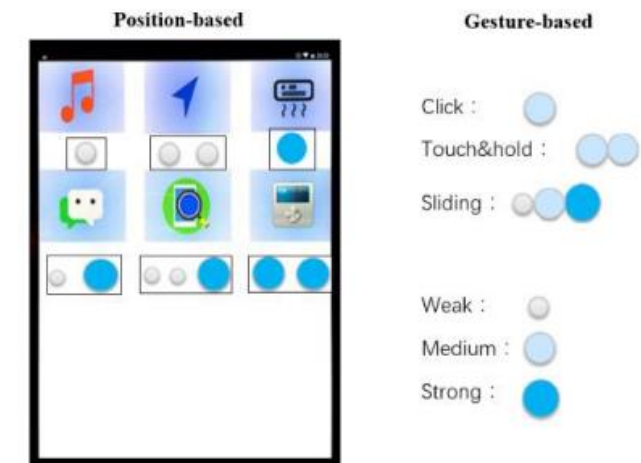 Position-based
Gesture-based
Click：
Touch&hold：
Sliding：
Weak：
Medium：
Strong：